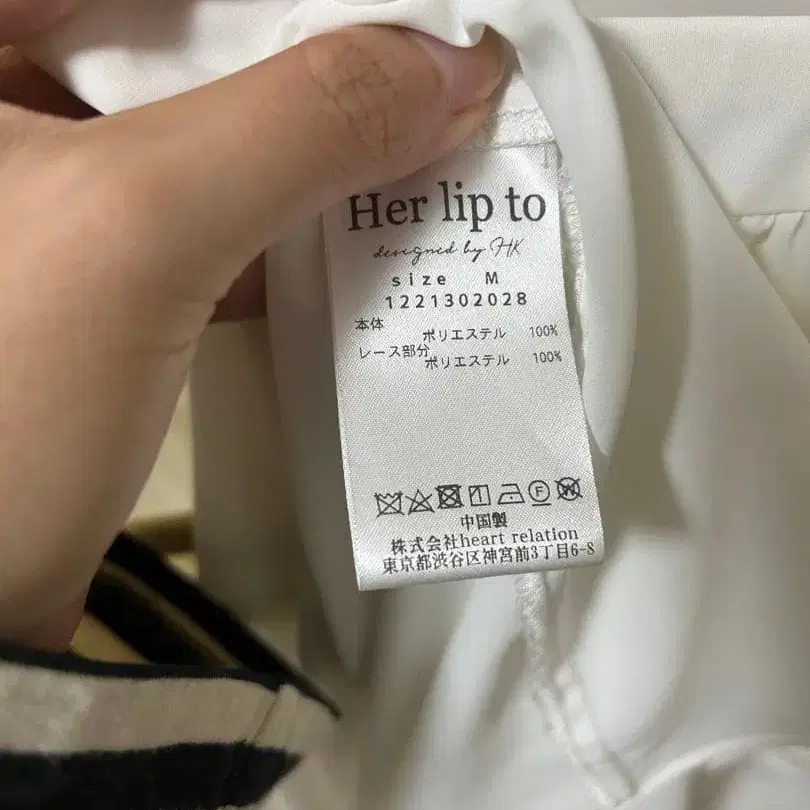 Her lip to
designed by HK
size M
1221302028
本体
ポリエステル 100%
レース部分
ポリエステル 100%
中国製
株式会社heart relation
東京都渋谷区神宮前3丁目6-8